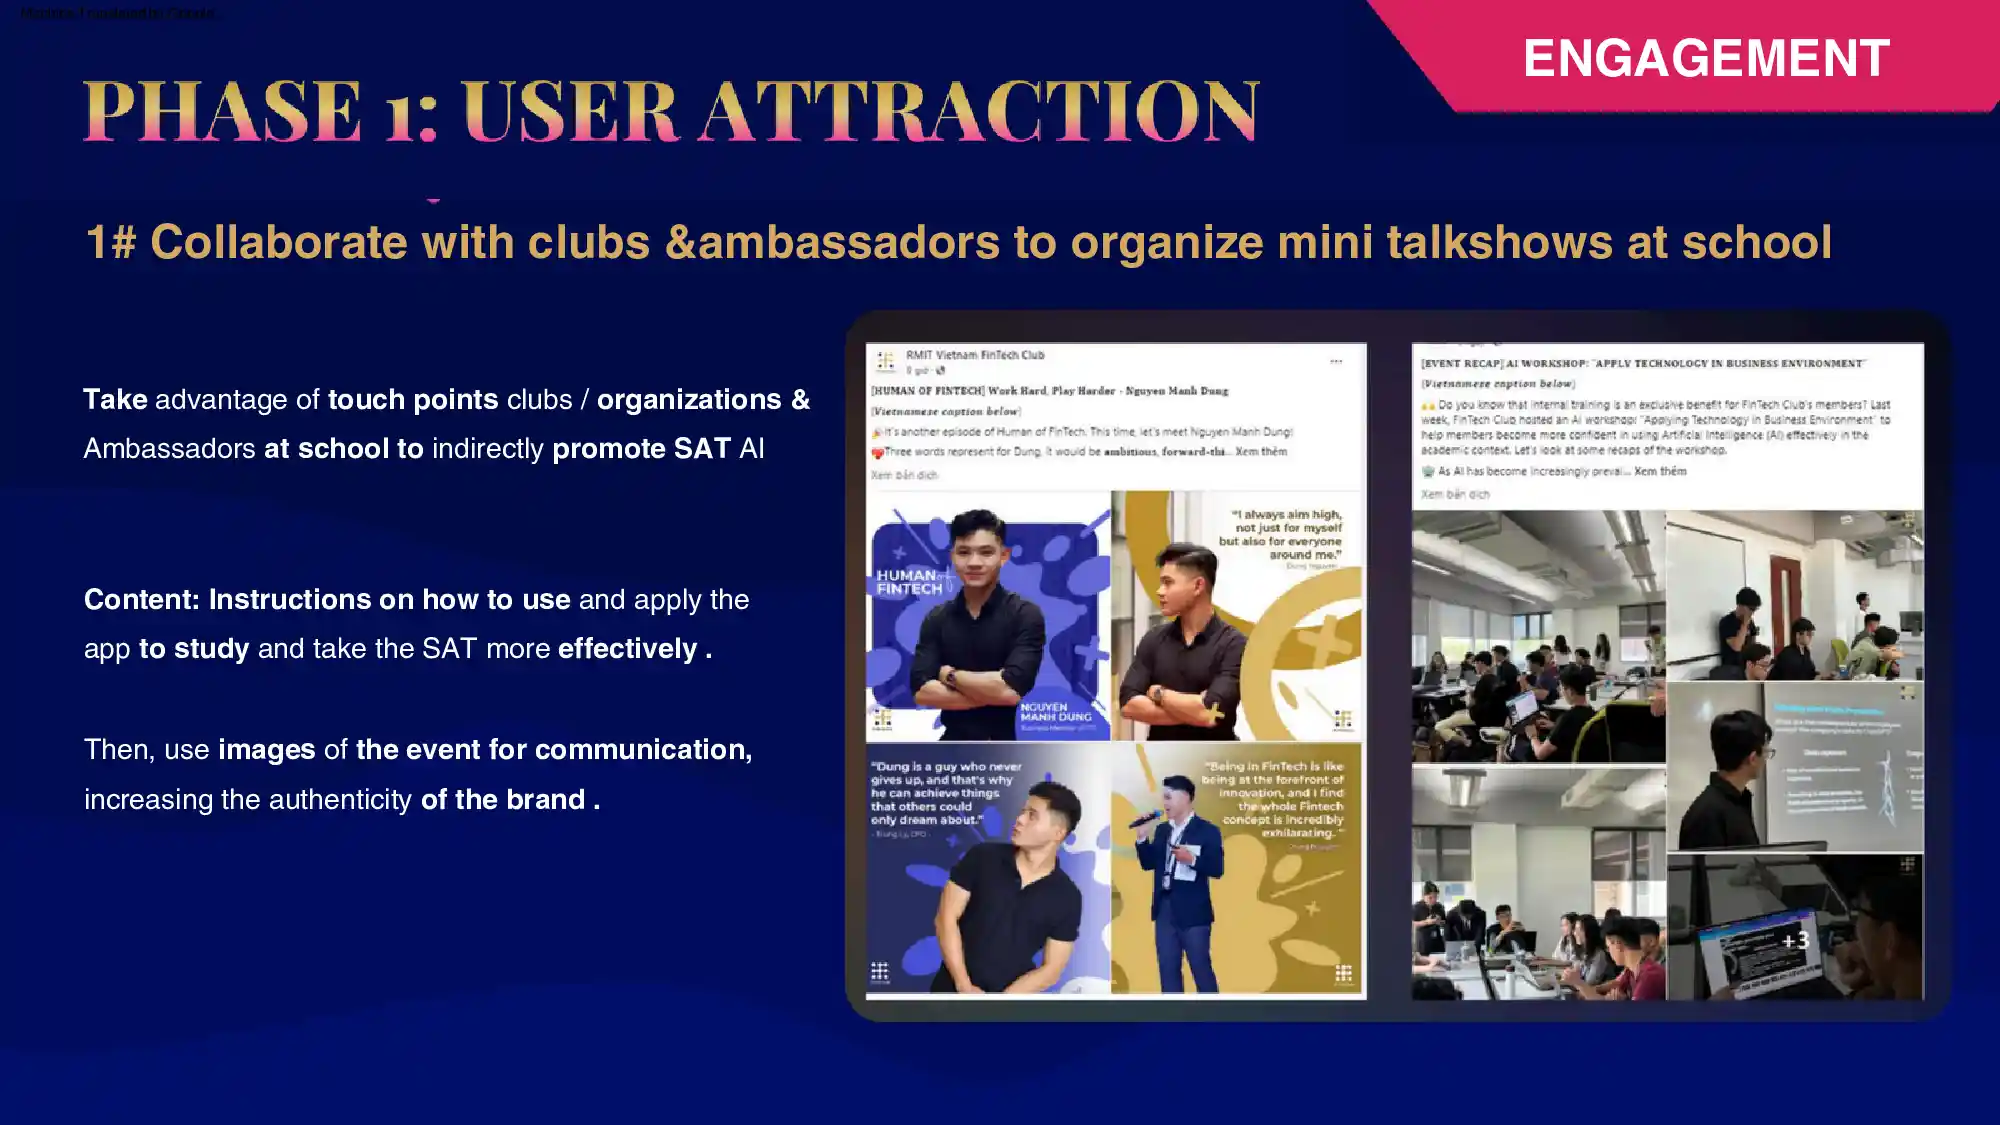 Machine Translated by Google
ENGAGEMENT
PHASE 1: USER ATTRACTION
1# Collaborate with clubs &ambassadors to organize mini talkshows at school
Take advantage of touch points clubs / organizations &
Ambassadors at school to indirectly promote SAT AI
Content: Instructions on how to use and apply the
app to study and take the SAT more effectively .
Then, use images of the event for communication,
increasing the authenticity of the brand .
RMIT Vietnam FinTech Club
8 giờ
[HUMAN OF FINTECH] Work Hard, Play Harder - Nguyen Manh Dung
(Vietnamese caption below)
It's another episode of Human of FinTech. This time, let's meet Nguyen Manh Dung!
Three words represent for Dung, it would be ambitious, forward-thi... Xem thêm
Xem bản dịch
HUMAN OF
FINTECH
NGUYEN
MANH DUNG
"I always aim high,
not just for myself
but also for everyone
around me."
Dung Nguyen
"Dung is a guy who never
gives up, and that's why
he can achieve things
that others could
only dream about."
"Being in FinTech is like
being at the forefront of
innovation, and I find
the whole Fintech
concept is incredibly
exhilarating."
[EVENT RECAP] AI WORKSHOP: "APPLY TECHNOLOGY IN BUSINESS ENVIRONMENT"
(Vietnamese caption below)
Do you know that internal training is an exclusive benefit for FinTech Club's members? Last
week, FinTech Club hosted an AI workshop: "Applying Technology in Business Environment" to
help members become more confident in using Artificial Intelligence (AI) effectively in the
academic context. Let's look at some recaps of the workshop.
As AI has become increasingly preval... Xem thêm
Xem bản dịch
+3